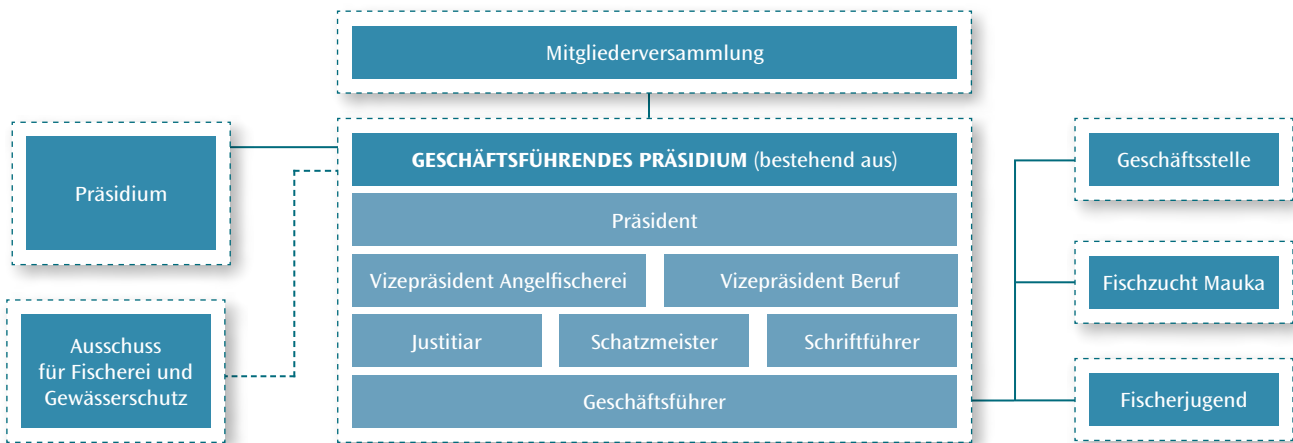 Mitgliederversammlung
Präsidium
GESCHÄFTSFÜHRENDES PRÄSIDIUM (bestehend aus)
Präsident
Vizepräsident Angelfischerei
Vizepräsident Beruf
Justitiar
Schatzmeister
Schriftführer
Geschäftsführer
Ausschuss
für Fischerei und
Gewässerschutz
Geschäftsstelle
Fischzucht Mauka
Fischerjugend